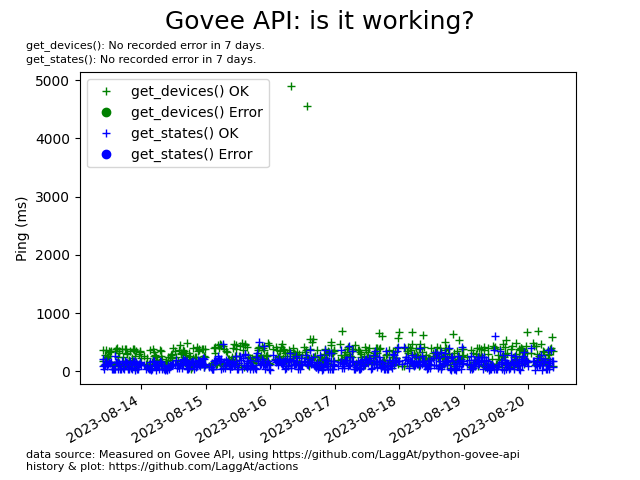 Govee API: is it working?
get_devices(): No recorded error in 7 days.
get_states(): No recorded error in 7 days.
get_devices() OK
get_devices() Error
get_states() OK
get_states() Error
Ping (ms)
5000
4000
3000
2000
1000
0
2023-08-14
2023-08-15
2023-08-16
2023-08-17
2023-08-18
2023-08-19
2023-08-20
data source: Measured on Govee API, using https://github.com/LaggAt/python-govee-api
history & plot: https://github.com/LaggAt/actions